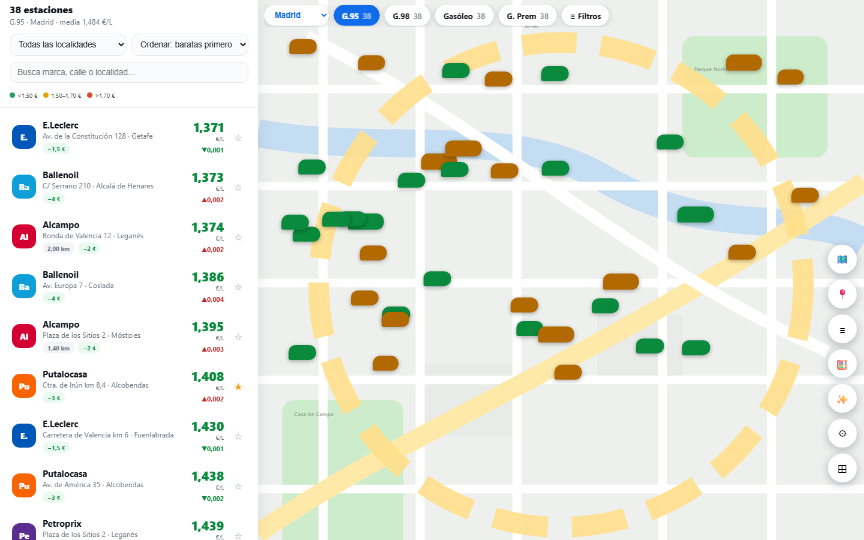 38 estaciones
G.95 · Madrid · media 1,484 €/L
Todas las localidades
Ordenar: baratas primero
Busca marca, calle o localidad…
<1.50 €
1.50–1.70 €
>1.70 €
E.
E.Leclerc
Av. de la Constitución 128 · Getafe
−1,5 €
1,371
€/L
▼0,001
☆
Ba
Ballenoil
C/ Serrano 210 · Alcalá de Henares
−4 €
1,373
€/L
▲0,002
☆
Al
Alcampo
Ronda de Valencia 12 · Leganés
2,00 km
−2 €
1,374
€/L
▲0,002
☆
Ba
Ballenoil
Av. Europa 7 · Coslada
−4 €
1,386
€/L
▲0,004
☆
Al
Alcampo
Plaza de los Sitios 2 · Móstoles
1,40 km
−2 €
1,395
€/L
▲0,003
☆
Pu
Putalocasa
Ctra. de Irún km 8,4 · Alcobendas
−3 €
1,408
€/L
▲0,002
★
E.
E.Leclerc
Carretera de Valencia km 6 · Fuenlabrada
−1,5 €
1,430
€/L
▼0,001
☆
Pu
Putalocasa
Av. de América 35 · Alcobendas
−3 €
1,438
€/L
▼0,002
☆
Pe
Petroprix
Plaza de los Sitios 2 · Leganés
1,439
€/L
☆
Madrid
G.95 38
G.98 38
Gasóleo 38
G. Prem 38
≡ Filtros
Parque Norte
Casa de Campo